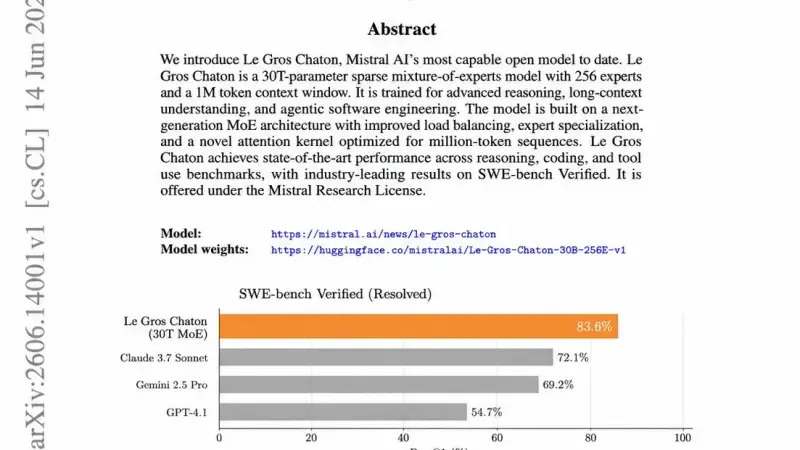 Abstract
We introduce Le Gros Chaton, Mistral AI's most capable open model to date. Le
Gros Chaton is a 30T-parameter sparse mixture-of-experts model with 256 experts
and a 1M token context window. It is trained for advanced reasoning, long-context
understanding, and agentic software engineering. The model is built on a next-
generation MoE architecture with improved load balancing, expert specialization,
and a novel attention kernel optimized for million-token sequences. Le Gros
Chaton achieves state-of-the-art performance across reasoning, coding, and tool
use benchmarks, with industry-leading results on SWE-bench Verified. It is
offered under the Mistral Research License.
Model: https://mistral.ai/news/le-gros-chaton
Model weights: https://huggingface.co/mistralai/Le-Gros-Chaton-30B-256E-v1
SWE-bench Verified (Resolved)
Le Gros Chaton
(30T MoE)
83.6%
Claude 3.7 Sonnet
72.1%
Gemini 2.5 Pro
69.2%
GPT-4.1
54.7%
0 20 40 60 80 100
arXiv:2606.14001v1 [cs.CL] 14 Jun